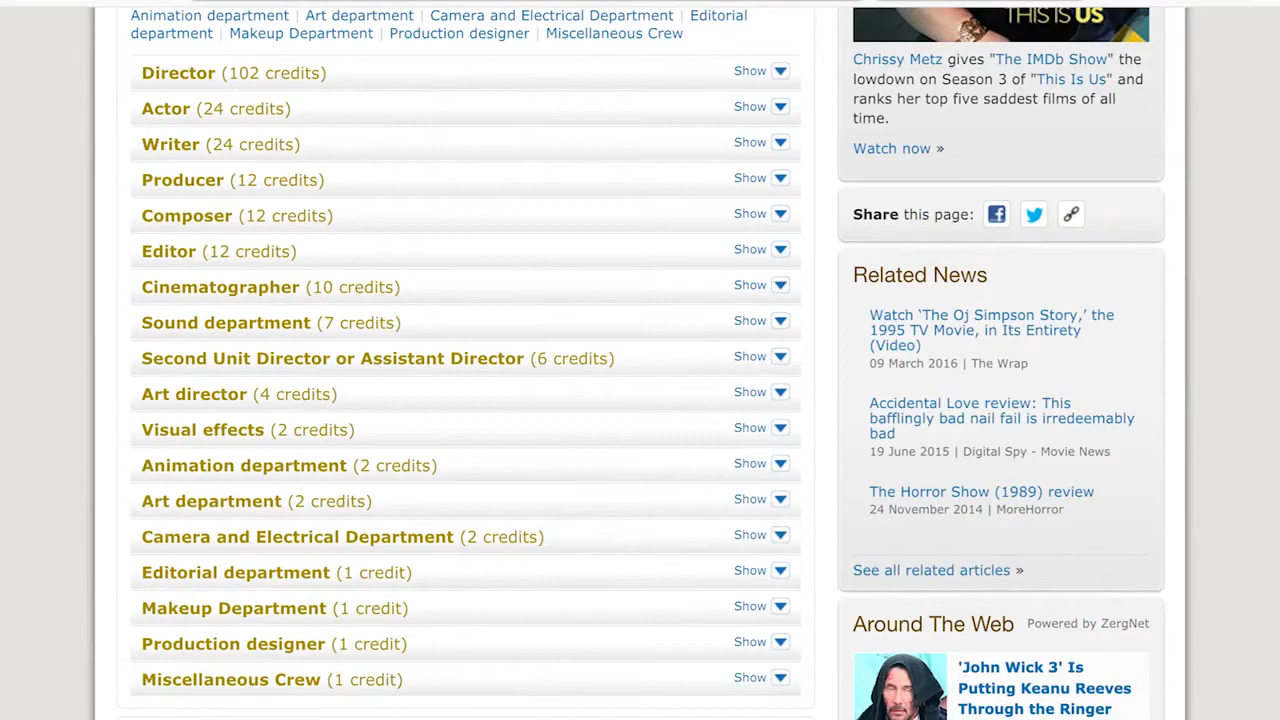 Animation department | Art department | Camera and Electrical Department | Editorial
department | Makeup Department | Production designer | Miscellaneous Crew
Director (102 credits) Show
Actor (24 credits) Show
Writer (24 credits) Show
Producer (12 credits) Show
Composer (12 credits) Show
Editor (12 credits) Show
Cinematographer (10 credits) Show
Sound department (7 credits) Show
Second Unit Director or Assistant Director (6 credits) Show
Art director (4 credits) Show
Visual effects (2 credits) Show
Animation department (2 credits) Show
Art department (2 credits) Show
Camera and Electrical Department (2 credits) Show
Editorial department (1 credit) Show
Makeup Department (1 credit) Show
Production designer (1 credit) Show
Miscellaneous Crew (1 credit) Show
THIS IS US
Chrissy Metz gives "The IMDb Show" the
lowdown on Season 3 of "This Is Us" and
ranks her top five saddest films of all
time.
Watch now »
Share this page:
Related News
Watch ‘The Oj Simpson Story,’ the
1995 TV Movie, in Its Entirety
(Video)
09 March 2016 | The Wrap
Accidental Love review: This
bafflingly bad nail fail is irredeemably
bad
19 June 2015 | Digital Spy - Movie News
The Horror Show (1989) review
24 November 2014 | MoreHorror
See all related articles »
Around The Web Powered by ZergNet
'John Wick 3' Is
Putting Keanu Reeves
Through the Ringer